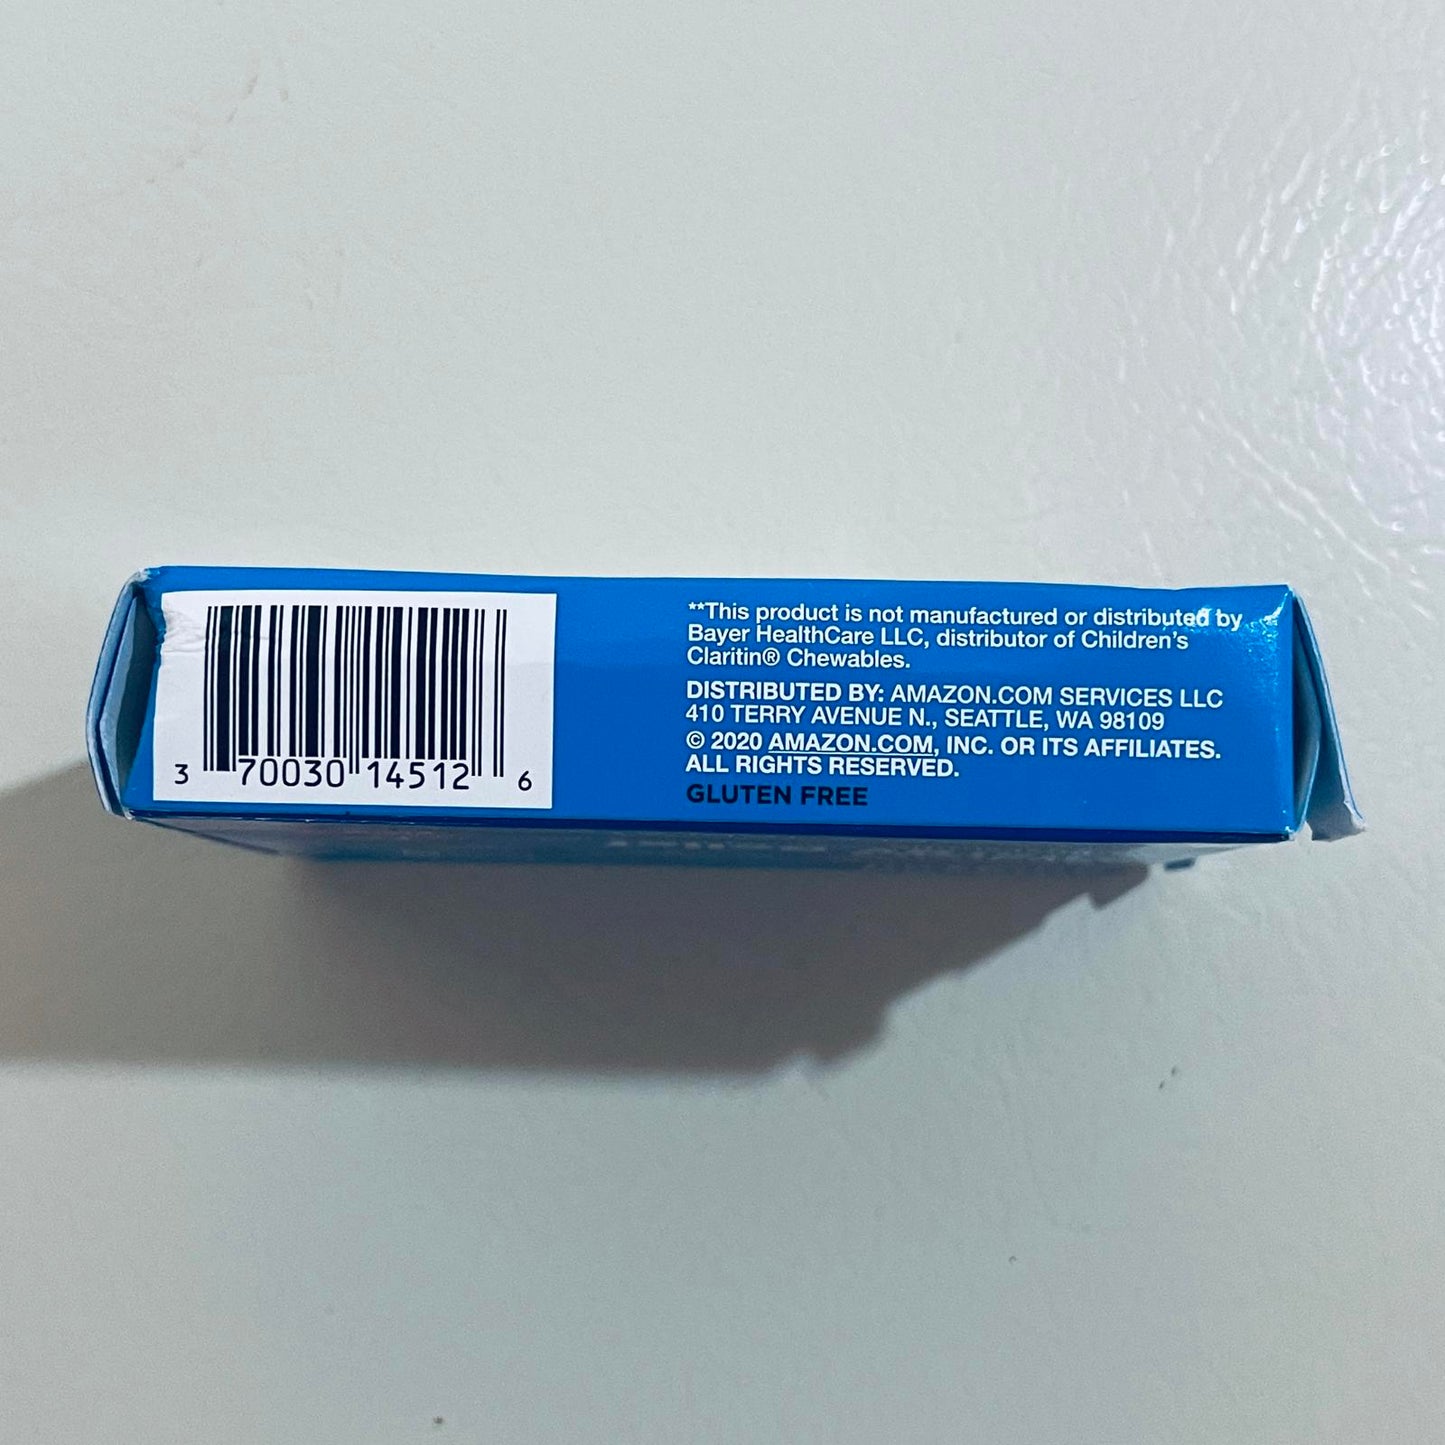 3 70030 14512 6
**This product is not manufactured or distributed by
Bayer HealthCare LLC, distributor of Children's
Claritin® Chewables.
DISTRIBUTED BY: AMAZON.COM SERVICES LLC
410 TERRY AVENUE N., SEATTLE, WA 98109
© 2020 AMAZON.COM, INC. OR ITS AFFILIATES.
ALL RIGHTS RESERVED.
GLUTEN FREE